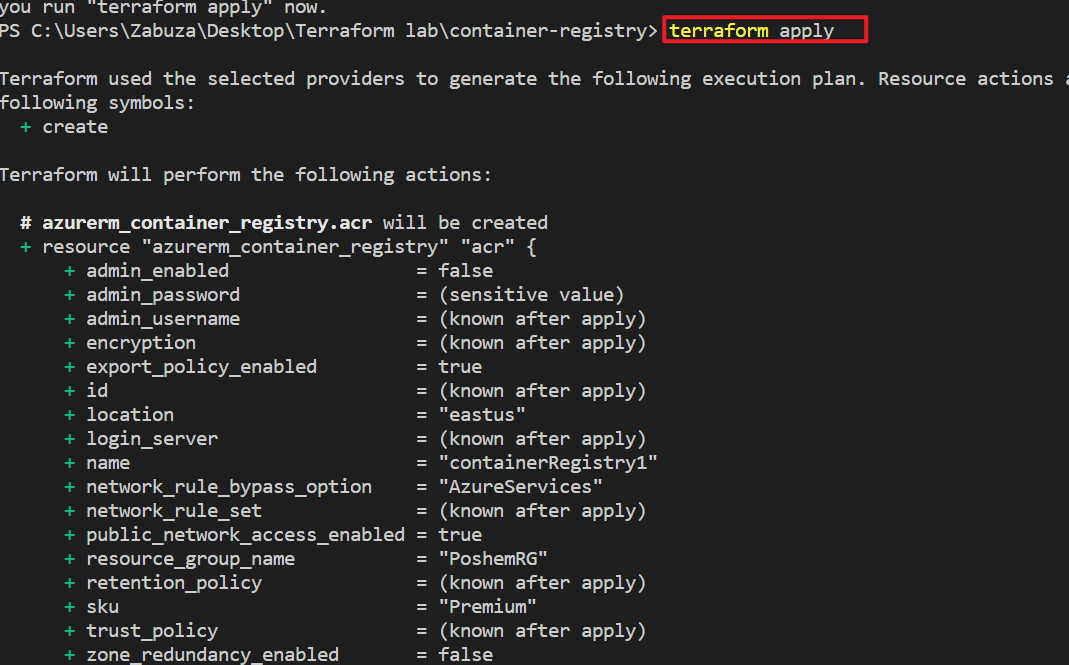 you run "terraform apply" now.
PS C:\Users\Zabuza\Desktop\Terraform lab\container-registry> terraform apply
Terraform used the selected providers to generate the following execution plan. Resource actions
following symbols:
+ create
Terraform will perform the following actions:
# azurerm_container_registry.acr will be created
+ resource "azurerm_container_registry" "acr" {
+ admin_enabled = false
+ admin_password = (sensitive value)
+ admin_username = (known after apply)
+ encryption = (known after apply)
+ export_policy_enabled = true
+ id = (known after apply)
+ location = "eastus"
+ login_server = (known after apply)
+ name = "containerRegistry1"
+ network_rule_bypass_option = "AzureServices"
+ network_rule_set = (known after apply)
+ public_network_access_enabled = true
+ resource_group_name = "PoshemRG"
+ retention_policy = (known after apply)
+ sku = "Premium"
+ trust_policy = (known after apply)
+ zone_redundancy_enabled = false